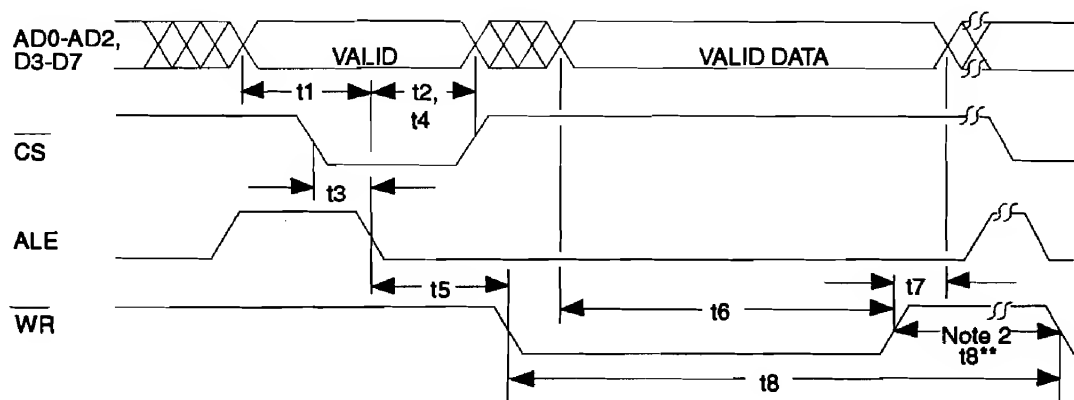 AD0-AD2,
D3-D7
VALID
VALID DATA
t1
t2,
t4
CS
t3
ALE
t5
t7
t6
WR
Note 2
t8**
t8